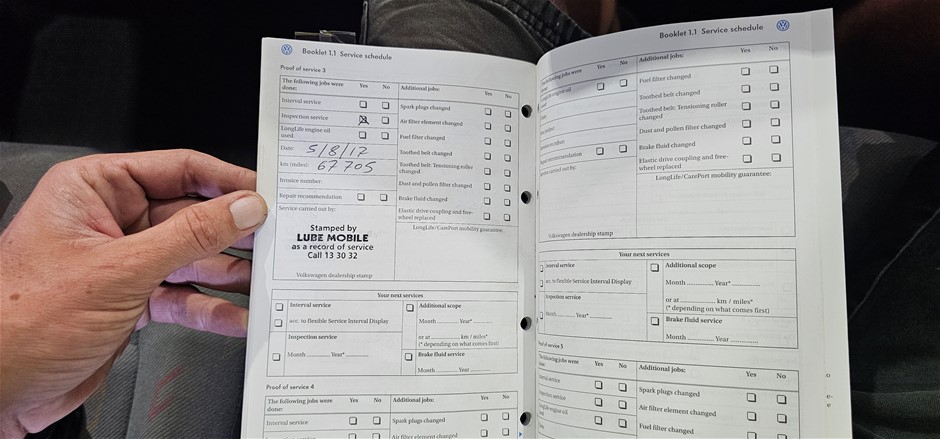 Booklet 1.1 Service schedule
Proof of service 3
The following jobs were done: Yes No
Interval service
Inspection service
LongLife engine oil used
Date: 5/8/12
km (miles): 67705
Invoice number:
Repair recommendation
Service carried out by:
Stamped by
LUBE MOBILE
as a record of service
Call 13 30 32
Volkswagen dealership stamp
Additional jobs: Yes No
Spark plugs changed
Air filter element changed
Fuel filter changed
Toothed belt changed
Toothed belt: Tensioning roller
changed
Dust and pollen filter changed
Brake fluid changed
Elastic drive coupling and free-
wheel replaced
LongLife/CarePort mobility guarantee:
Your next services
Interval service
acc. to flexible Service Interval Display
Inspection service
Month Year*
Additional scope
Month Year*
or at km / miles*
(* depending on what comes first)
Brake fluid service
Month Year
Proof of service 4
The following jobs were
done: Yes No
Interval service
Additional jobs: Yes No
Spark plugs changed
Air filter element changed
Booklet 1.1 Service schedule
jobs were Yes No
engine oil
recommendation
carried out by:
Volkswagen dealership stamp
Additional jobs: Yes No
Fuel filter changed
Toothed belt changed
Toothed belt: Tensioning roller
changed
Dust and pollen filter changed
Brake fluid changed
Elastic drive coupling and free-
wheel replaced
LongLife/CarePort mobility guarantee:
Your next services
Interval service
acc. to flexible Service Interval Display
Inspection service
Month Year*
Additional scope
Month Year*
or at km / miles*
(* depending on what comes first)
Brake fluid service
Month Year
Proof of service 5
The following jobs were
done: Yes No
Interval service
Inspection service
LongLife engine oil
used
Additional jobs: Yes No
Spark plugs changed
Air filter element changed
Fuel filter changed